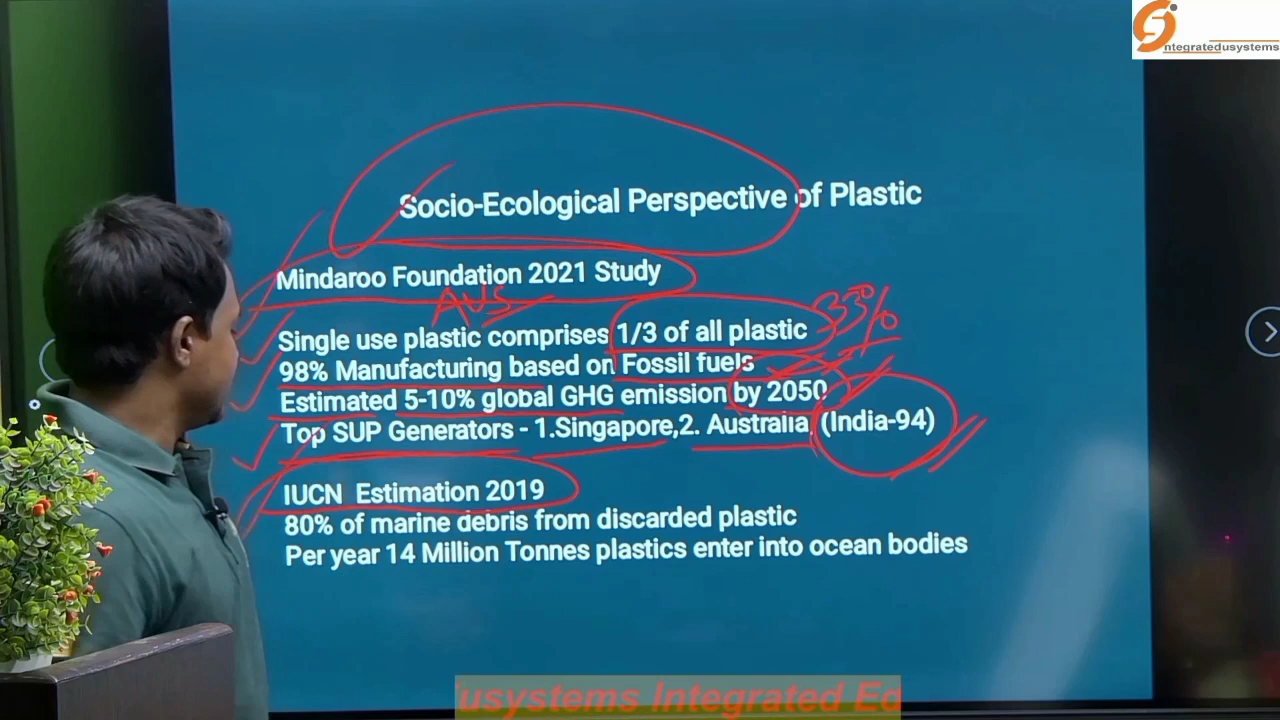 ntegratedusystems
Socio-Ecological Perspective of Plastic
Mindaroo Foundation 2021 Study
AUS
Single use plastic comprises 1/3 of all plastic 33%
98% Manufacturing based on Fossil fuels
Estimated 5-10% global GHG emission by 2050
Top SUP Generators - 1.Singapore,2. Australia, (India-94)
IUCN Estimation 2019
80% of marine debris from discarded plastic
Per year 14 Million Tonnes plastics enter into ocean bodies
usystems Integrated Ed